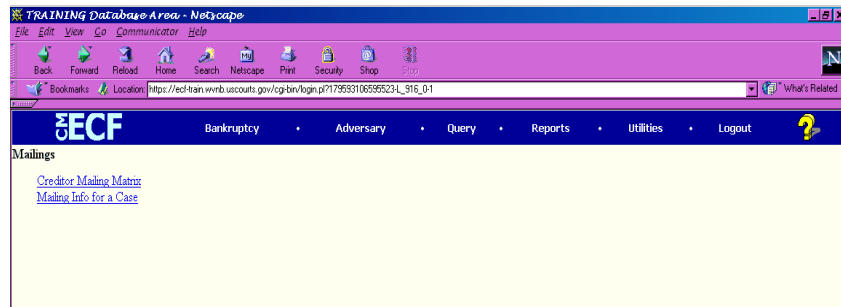 TRAINING Database Area - Netscape
File Edit View Go Communicator Help
Back Forward Reload Home Search Netscape Print Security Shop Stop
Bookmarks Location: https://ecf-train.wvnb.uscourts.gov/cgi-bin/login.pl?179593106595523-L_916_0-1 What's Related
CM ECF Bankruptcy • Adversary • Query • Reports • Utilities • Logout ?
Mailings
Creditor Mailing Matrix
Mailing Info for a Case